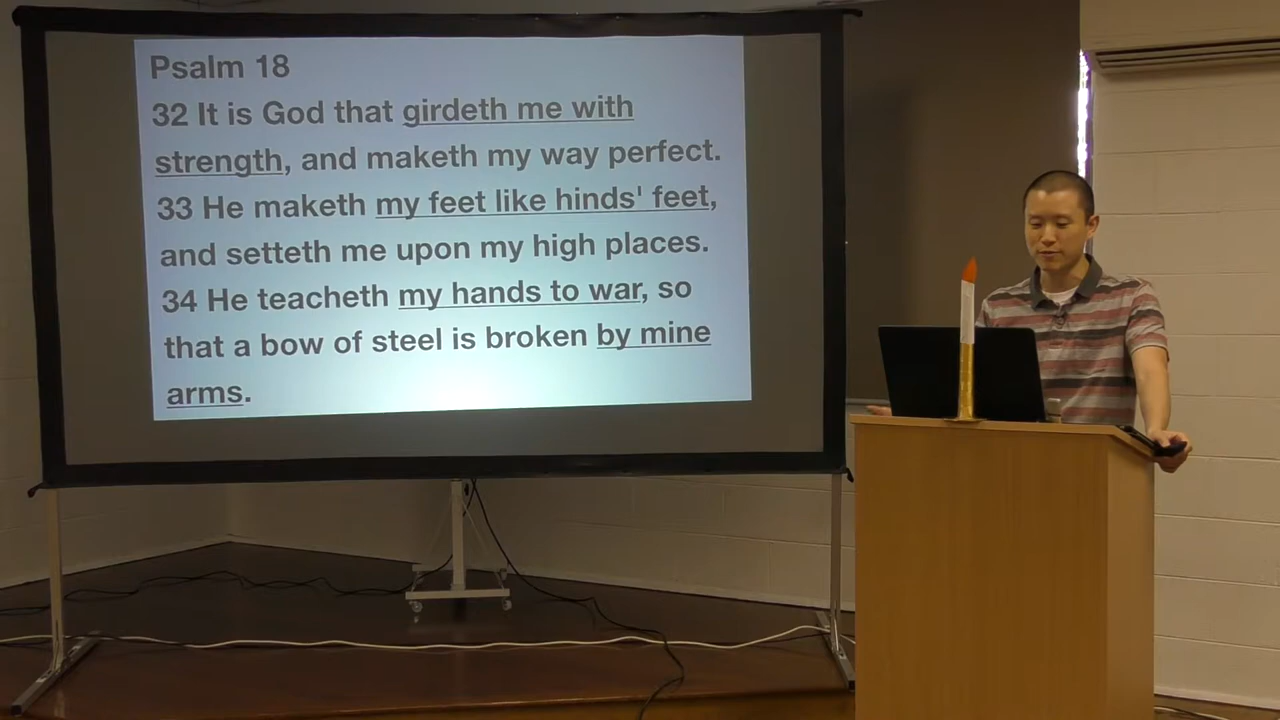 Psalm 18
32 It is God that girdeth me with
strength, and maketh my way perfect.
33 He maketh my feet like hinds' feet,
and setteth me upon my high places.
34 He teacheth my hands to war, so
that a bow of steel is broken by mine
arms.